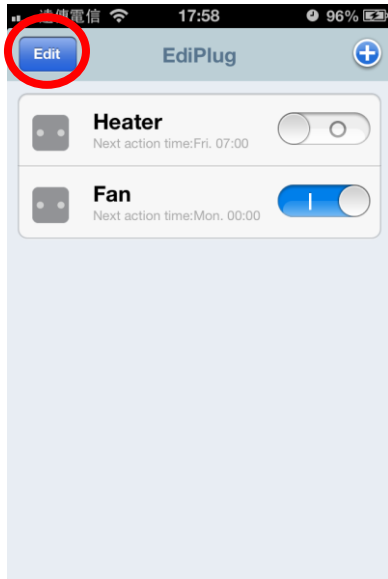 遠傳電信 17:58 96%
Edit EdiPlug
Heater
Next action time:Fri. 07:00
Fan
Next action time:Mon. 00:00